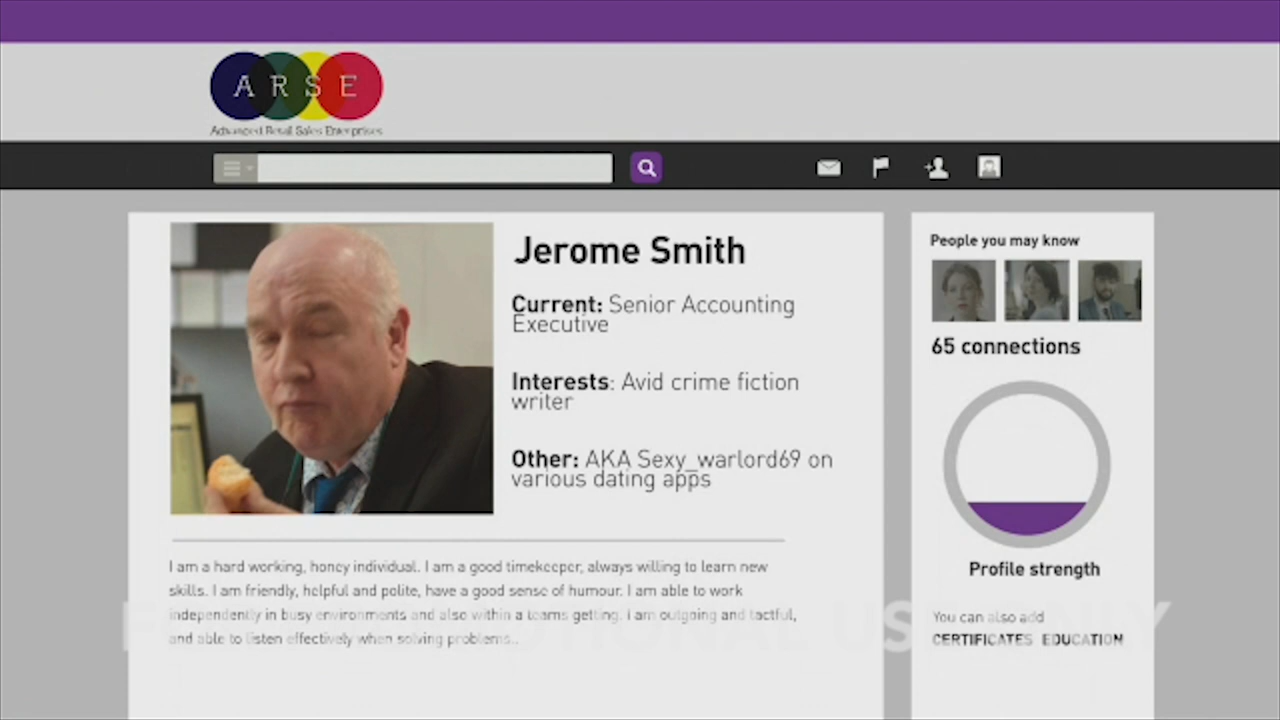 A R S E
Advanced Retail Sales Enterprises
Jerome Smith
Current: Senior Accounting
Executive
Interests: Avid crime fiction
writer
Other: AKA Sexy_warlord69 on
various dating apps
I am a hard working, honey individual. I am a good timekeeper, always willing to learn new
skills. I am friendly, helpful and polite, have a good sense of humour. I am able to work
independently in busy environments and also within a teams getting. I am outgoing and tactful,
and able to listen effectively when solving problems..
People you may know
65 connections
Profile strength
You can also add
CERTIFICATES EDUCATION
USE ONLY